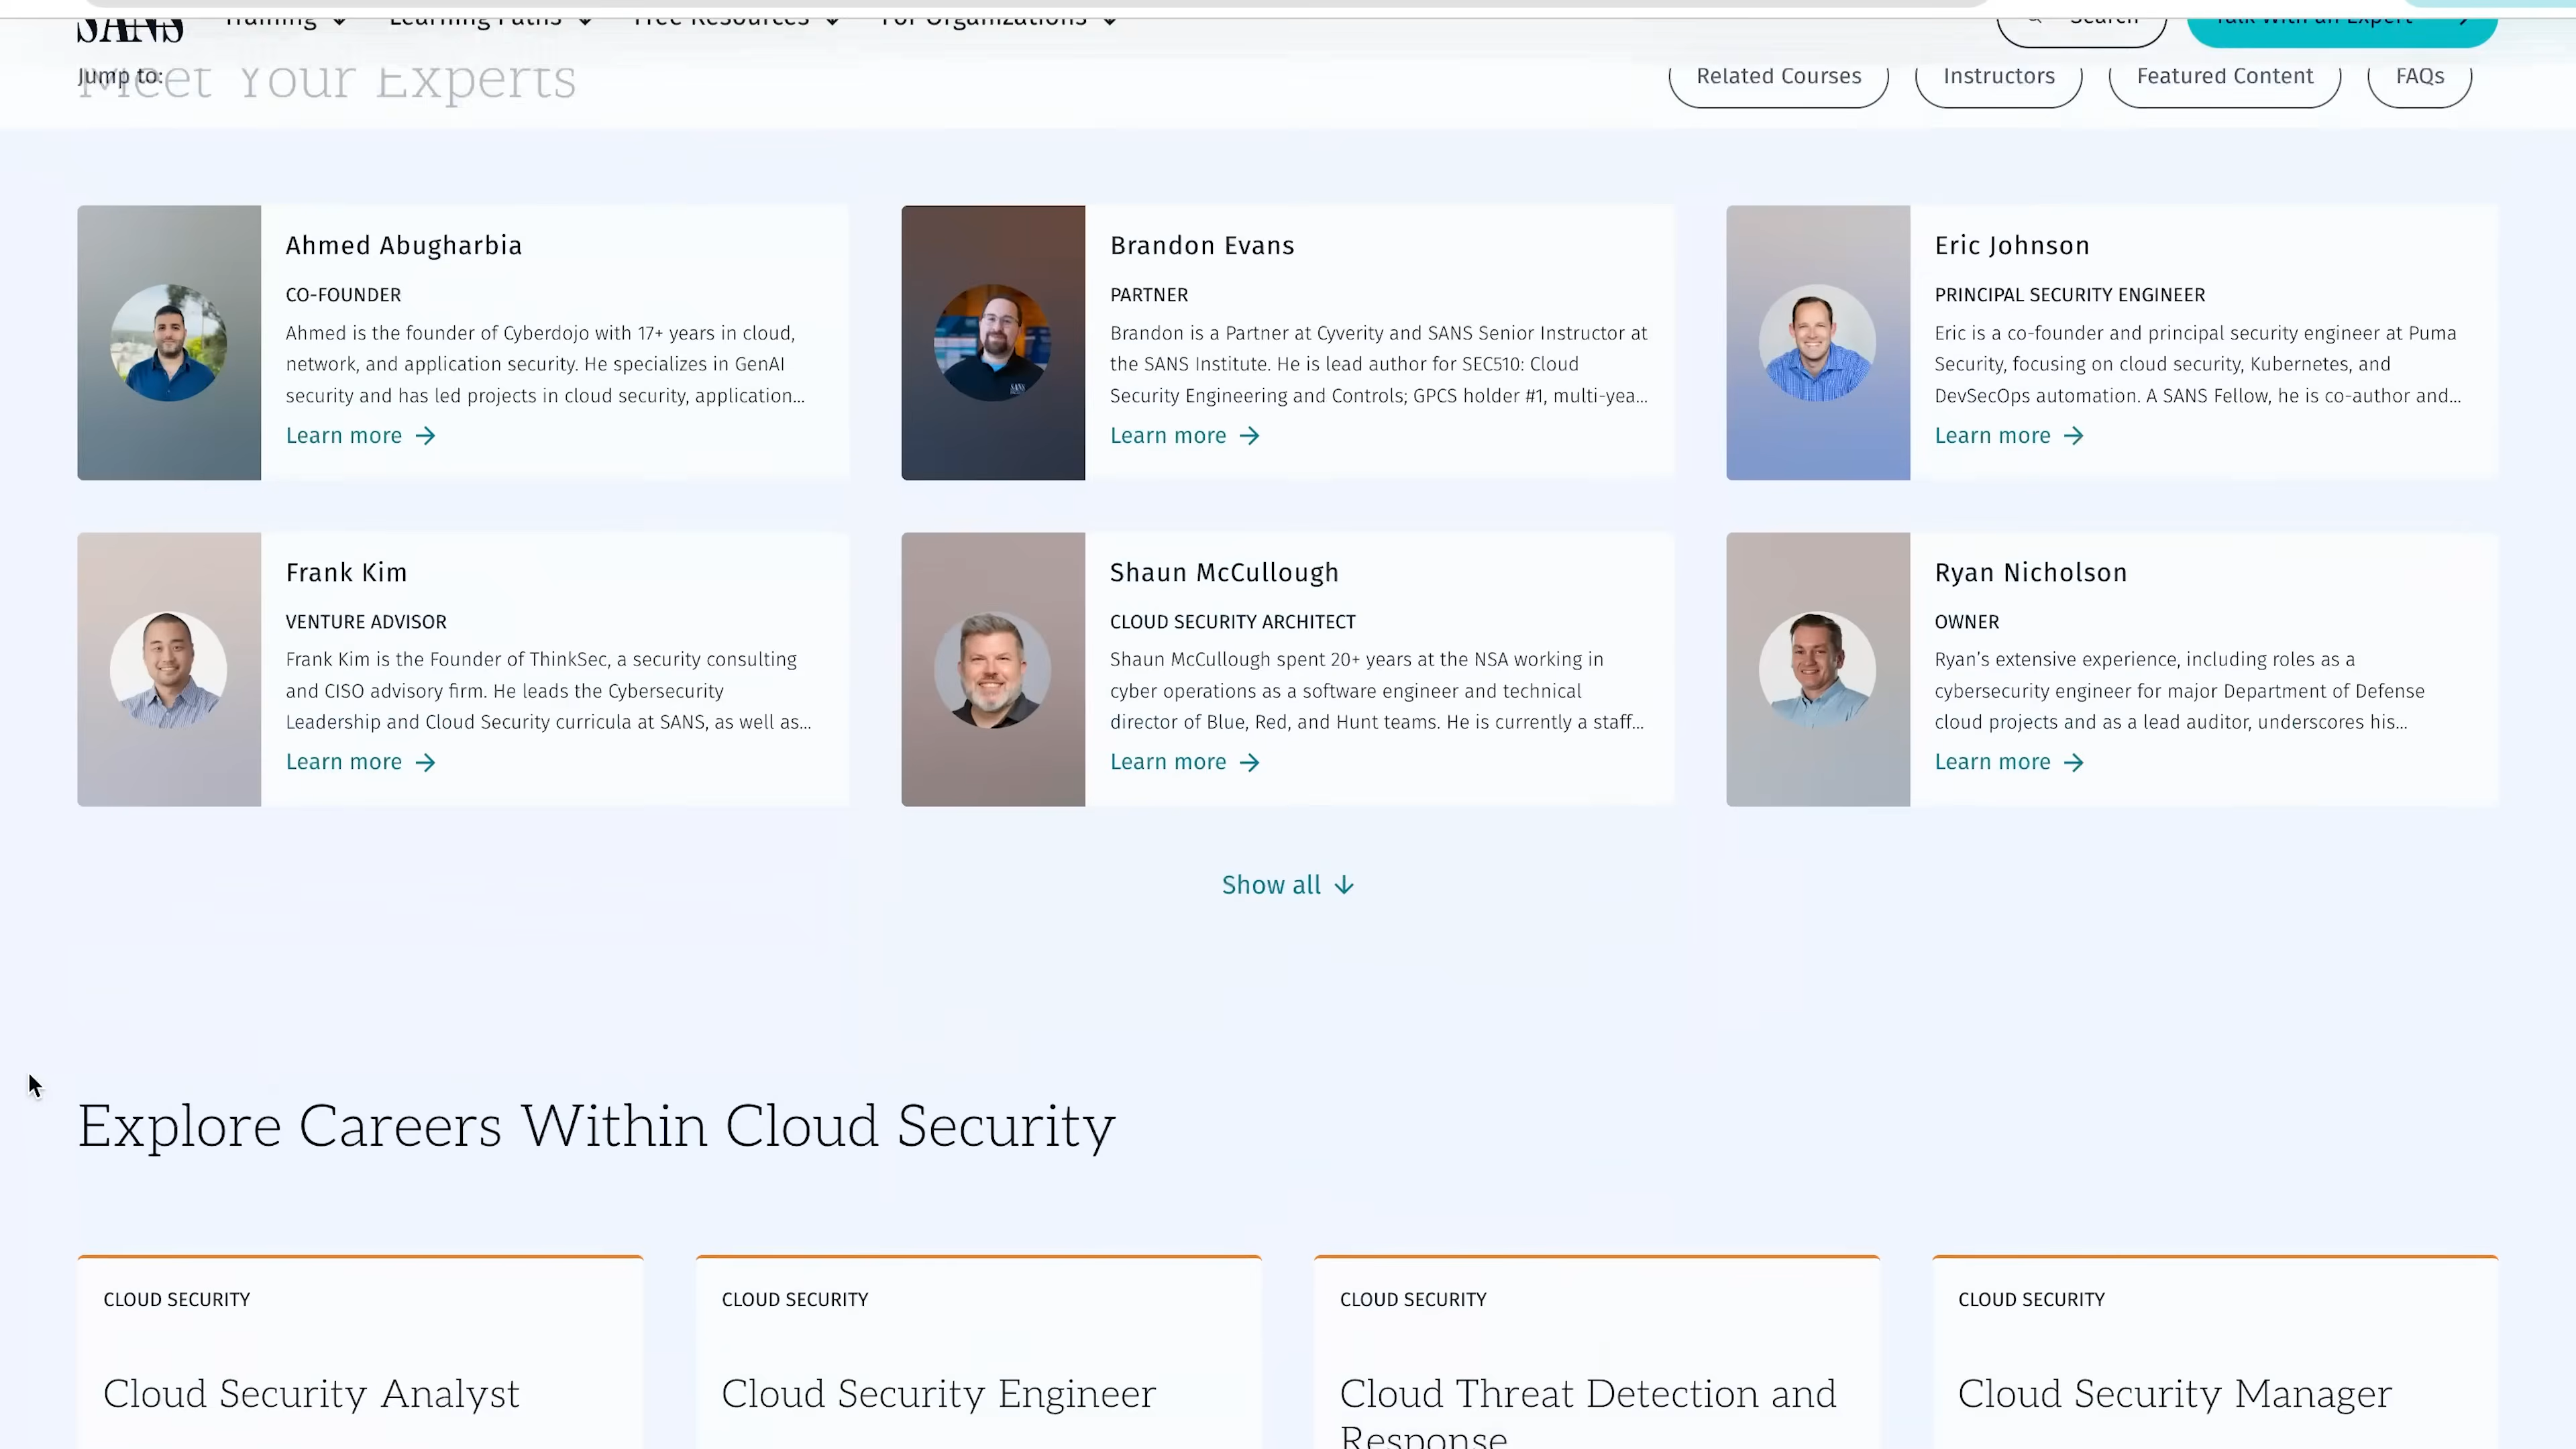 SANS Training Learning Paths Free Resources For Organizations Search Talk With an Expert
Jump to: Related Courses Instructors Featured Content FAQs
Meet Your Experts
Ahmed Abugharbia
CO-FOUNDER
Ahmed is the founder of Cyberdojo with 17+ years in cloud,
network, and application security. He specializes in GenAI
security and has led projects in cloud security, application...
Learn more
Brandon Evans
PARTNER
Brandon is a Partner at Cyverity and SANS Senior Instructor at
the SANS Institute. He is lead author for SEC510: Cloud
Security Engineering and Controls; GPCS holder #1, multi-yea...
Learn more
Eric Johnson
PRINCIPAL SECURITY ENGINEER
Eric is a co-founder and principal security engineer at Puma
Security, focusing on cloud security, Kubernetes, and
DevSecOps automation. A SANS Fellow, he is co-author and...
Learn more
Frank Kim
VENTURE ADVISOR
Frank Kim is the Founder of ThinkSec, a security consulting
and CISO advisory firm. He leads the Cybersecurity
Leadership and Cloud Security curricula at SANS, as well as...
Learn more
Shaun McCullough
CLOUD SECURITY ARCHITECT
Shaun McCullough spent 20+ years at the NSA working in
cyber operations as a software engineer and technical
director of Blue, Red, and Hunt teams. He is currently a staff...
Learn more
Ryan Nicholson
OWNER
Ryan’s extensive experience, including roles as a
cybersecurity engineer for major Department of Defense
cloud projects and as a lead auditor, underscores his...
Learn more
Show all
Explore Careers Within Cloud Security
CLOUD SECURITY
Cloud Security Analyst
CLOUD SECURITY
Cloud Security Engineer
CLOUD SECURITY
Cloud Threat Detection and
Response
CLOUD SECURITY
Cloud Security Manager